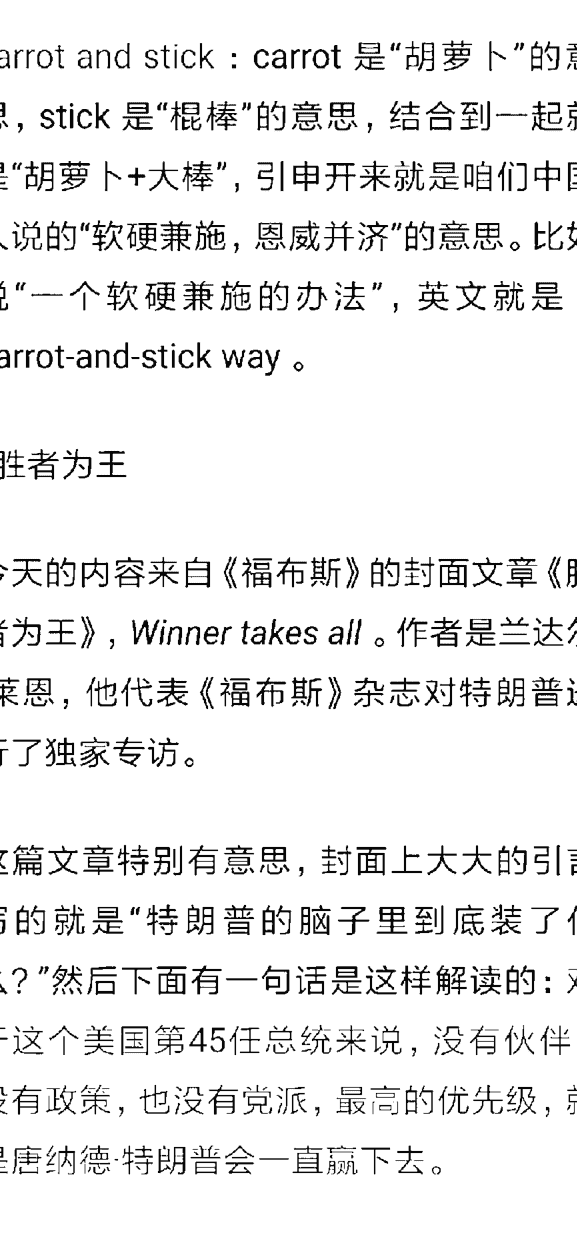 arrot and stick：carrot 是“胡萝卜”的意
思，stick 是“棍棒”的意思，结合到一起就
是“胡萝卜+大棒”，引申开来就是咱们中国
人说的“软硬兼施，恩威并济”的意思。比如
说“一个软硬兼施的办法”，英文就是
arrot-and-stick way 。
胜者为王
今天的内容来自《福布斯》的封面文章《胜
者为王》，Winner takes all 。作者是兰达尔
莱恩，他代表《福布斯》杂志对特朗普进
行了独家专访。
这篇文章特别有意思，封面上大大的引言
写的就是“特朗普的脑子里到底装了什
么？”然后下面有一句话是这样解读的：对
于这个美国第45任总统来说，没有伙伴
没有政策，也没有党派，最高的优先级，就
是唐纳德·特朗普会一直赢下去。